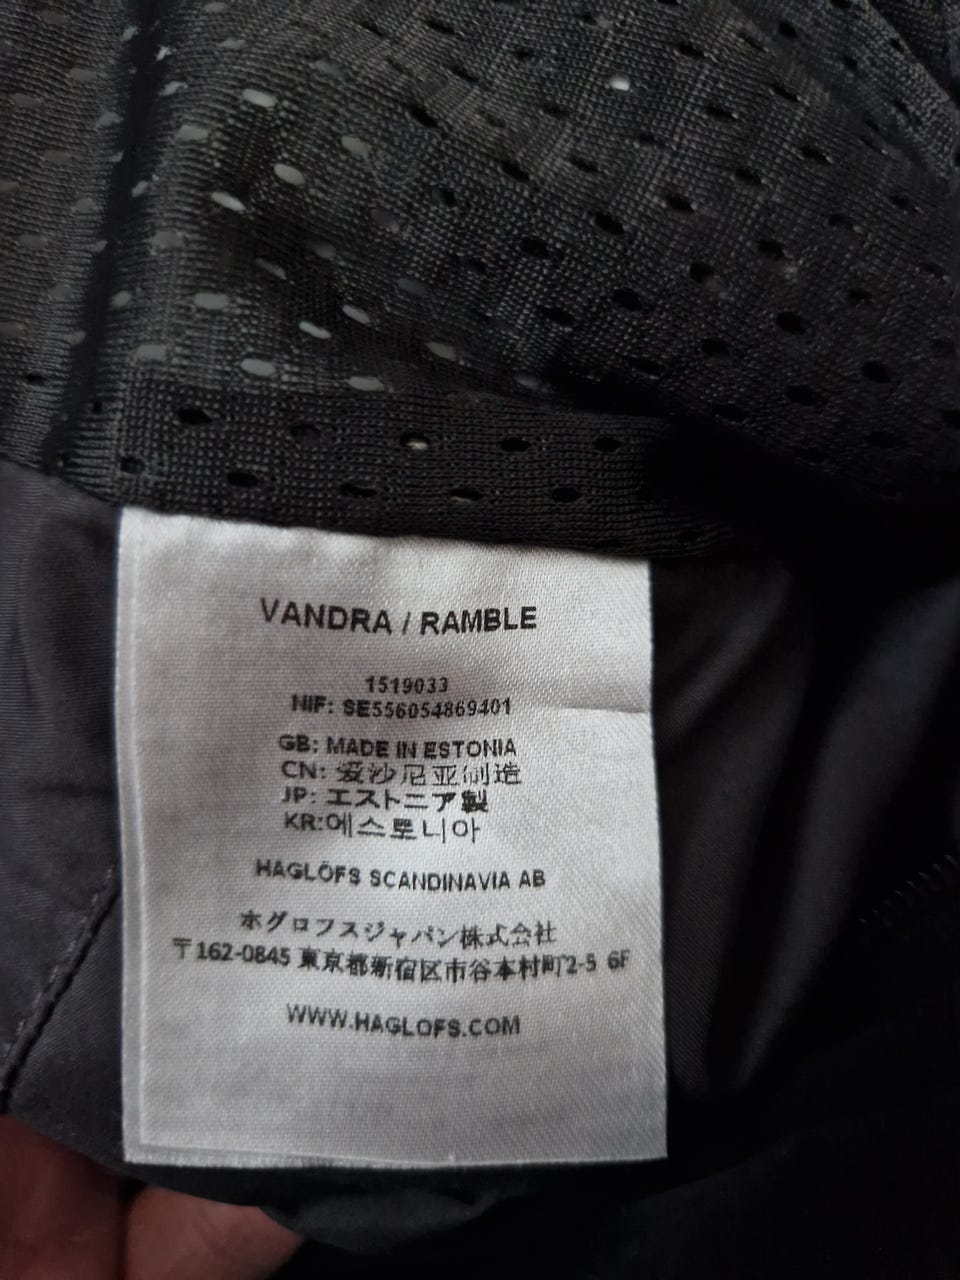 VANDRA / RAMBLE
1519033
NIF: SE556054869401
GB: MADE IN ESTONIA
CN: 爱沙尼亚制造
JP: エストニア製
KR:에스토니아
HAGLÖFS SCANDINAVIA AB
ホグロフスジャパン株式会社
〒162-0845 東京都新宿区市谷本村町2-5 6F
WWW.HAGLOFS.COM